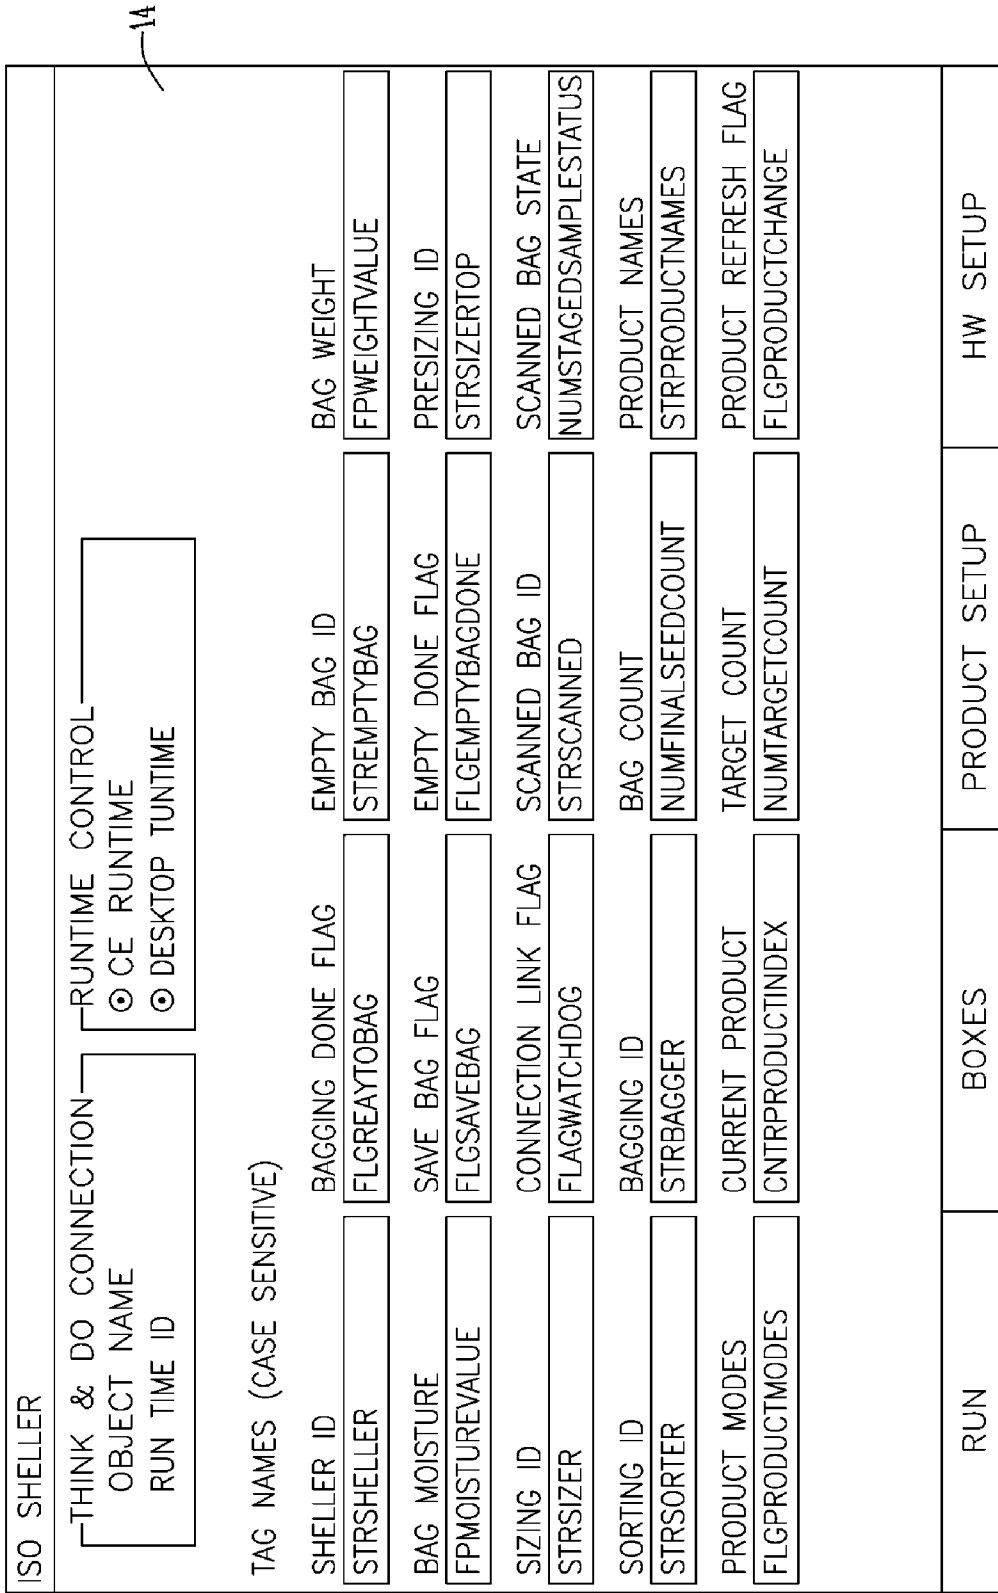 14
ISO SHELLER
THINK & DO CONNECTION
OBJECT NAME
RUN TIME ID
RUNTIME CONTROL
CE RUNTIME
DESKTOP TUNTIME
TAG NAMES (CASE SENSITIVE)
SHELLER ID BAGGING DONE FLAG EMPTY BAG ID BAG WEIGHT
STRSHELLER FLGREAYTOBAG STREMPTYBAG FPWEIGHTVALUE
BAG MOISTURE SAVE BAG FLAG EMPTY DONE FLAG PRESIZING ID
FPMOISTUREVALUE FLGSAVEBAG FLGEMPTYBAGDONE STRSIZERTOP
SIZING ID CONNECTION LINK FLAG SCANNED BAG ID SCANNED BAG STATE
STRSIZER FLAGWATCHDOG STRSCANNED NUMSTAGEDSAMPLESTATUS
SORTING ID BAGGING ID BAG COUNT PRODUCT NAMES
STRSORTER STRBAGGER NUMFINALSEEDCOUNT STRPRODUCTNAMES
PRODUCT MODES CURRENT PRODUCT TARGET COUNT PRODUCT REFRESH FLAG
FLGPRODUCTMODES CNTRPRODUCTINDEX NUMTARGETCOUNT FLGPRODUCTCHANGE
RUN BOXES PRODUCT SETUP HW SETUP